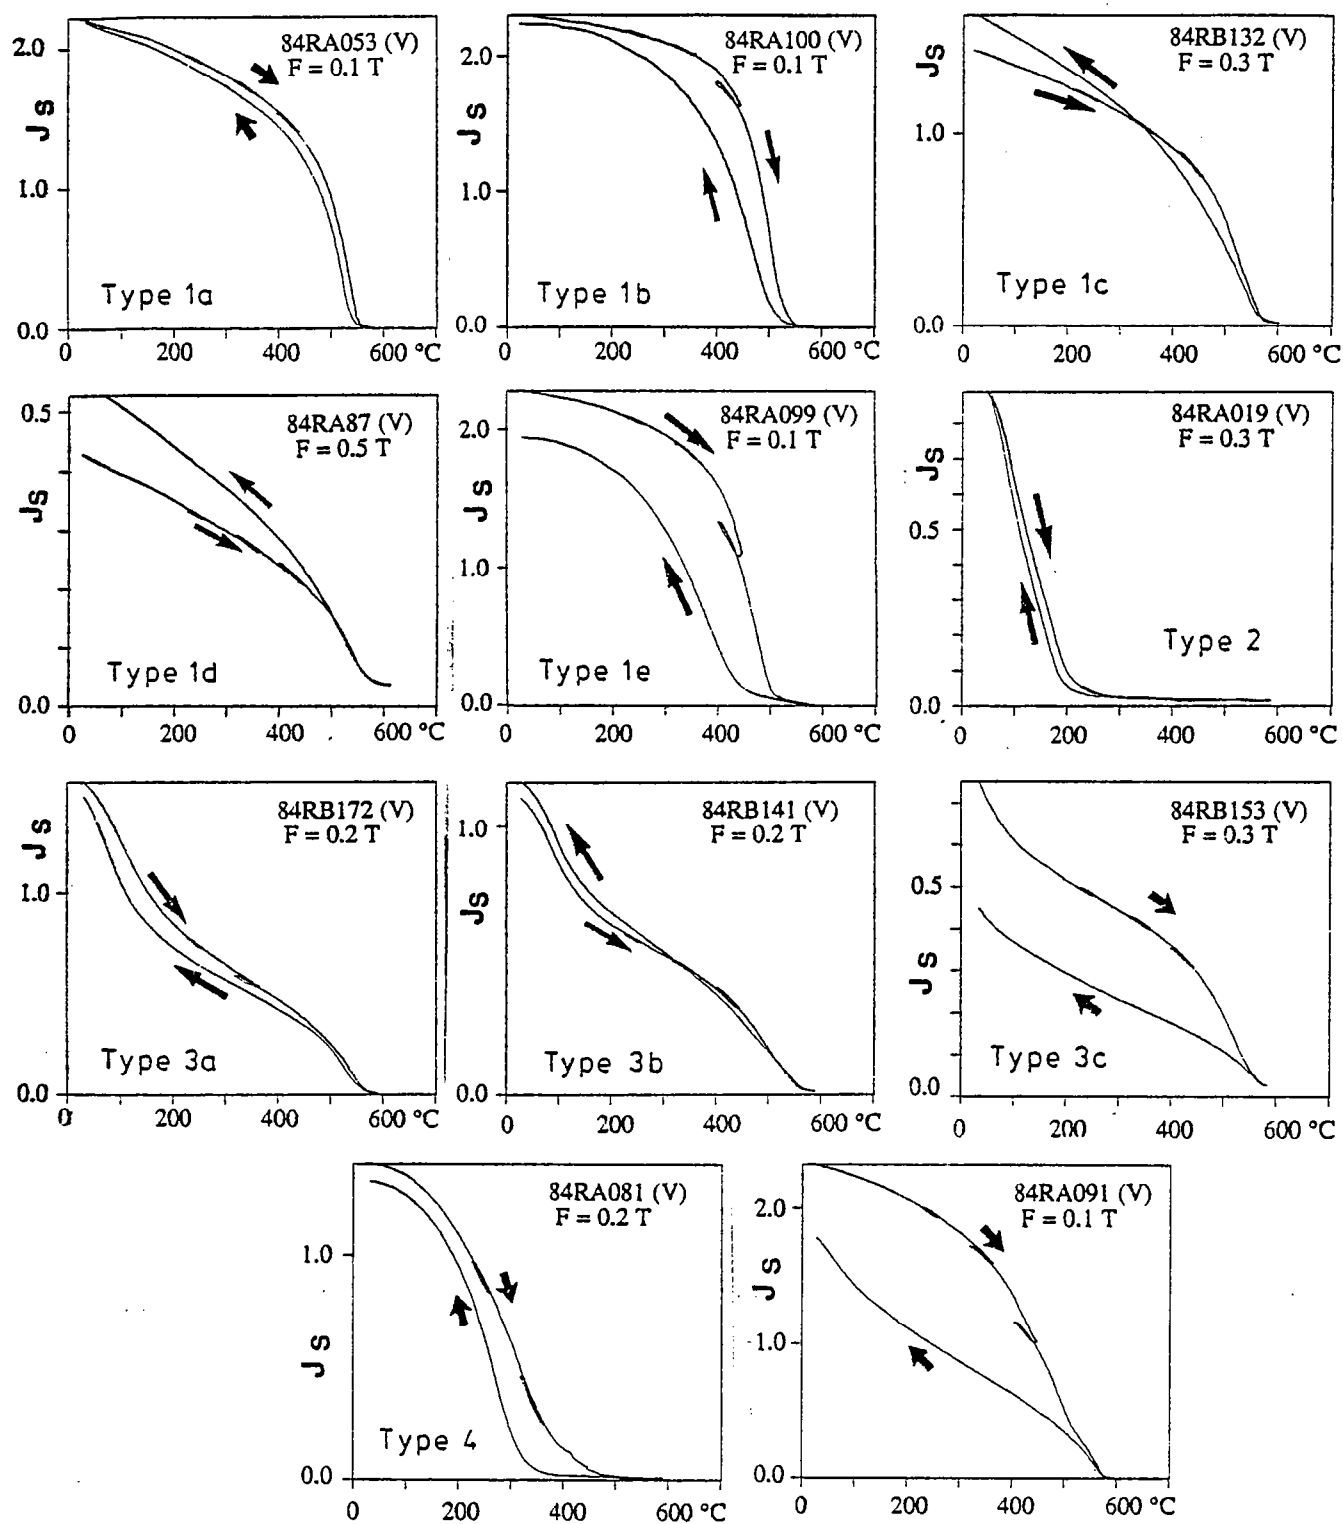 84RA053 (V)
F = 0.1 T
2.0
1.0
0.0
Js
Type 1a
0 200 400 600 °C
84RA100 (V)
F = 0.1 T
2.0
1.0
0.0
Js
Type 1b
0 200 400 600 °C
84RB132 (V)
F = 0.3 T
1.0
0.0
Js
Type 1c
0 200 400 600 °C
84RA87 (V)
F = 0.5 T
0.5
0.0
Js
Type 1d
0 200 400 600 °C
84RA099 (V)
F = 0.1 T
2.0
1.0
0.0
Js
Type 1e
0 200 400 600 °C
84RA019 (V)
F = 0.3 T
0.5
0.0
Js
Type 2
0 200 400 600 °C
84RB172 (V)
F = 0.2 T
1.0
0.0
Js
Type 3a
0 200 400 600 °C
84RB141 (V)
F = 0.2 T
1.0
0.0
Js
Type 3b
0 200 400 600 °C
84RB153 (V)
F = 0.3 T
0.5
0.0
Js
Type 3c
0 200 400 600 °C
84RA081 (V)
F = 0.2 T
1.0
0.0
Js
Type 4
0 200 400 600 °C
84RA091 (V)
F = 0.1 T
2.0
1.0
0.0
Js
0 200 400 600 °C